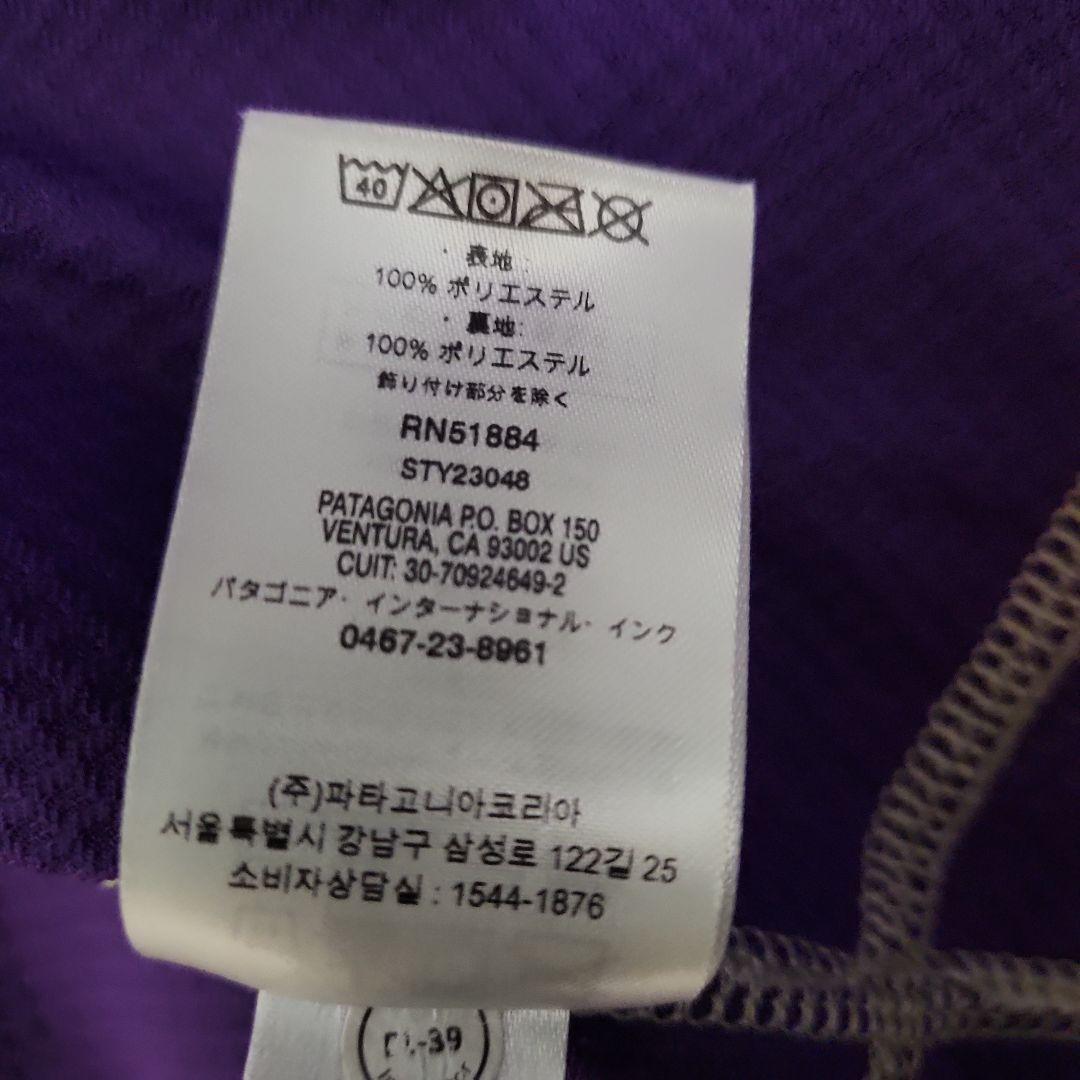 40
· 表地 :
100% ポリエステル
· 裏地:
100% ポリエステル
飾り付け部分を除く
RN51884
STY23048
PATAGONIA P.O. BOX 150
VENTURA, CA 93002 US
CUIT: 30-70924649-2
パタゴニア· インターナショナル· インク
0467-23-8961
(주)파타고니아코리아
서울특별시 강남구 삼성로 122길 25
소비자상담실 : 1544-1876